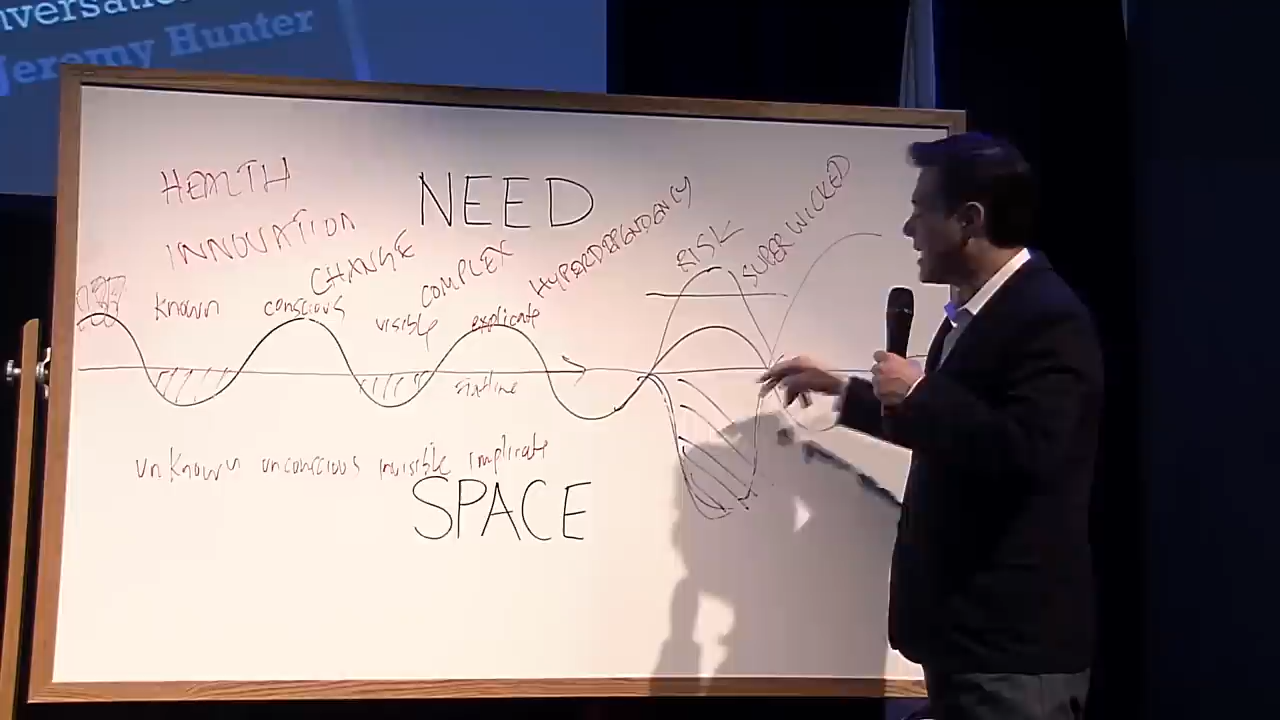 nversatio
Jeremy Hunter
HEALTH
INNOVATION
NEED
CHANGE
COMPLEX
HYPERDEPENDENCY
RISK
SUPER WICKED
known
conscious
visible
explicate
unknown unconscious invisible implicate
SPACE